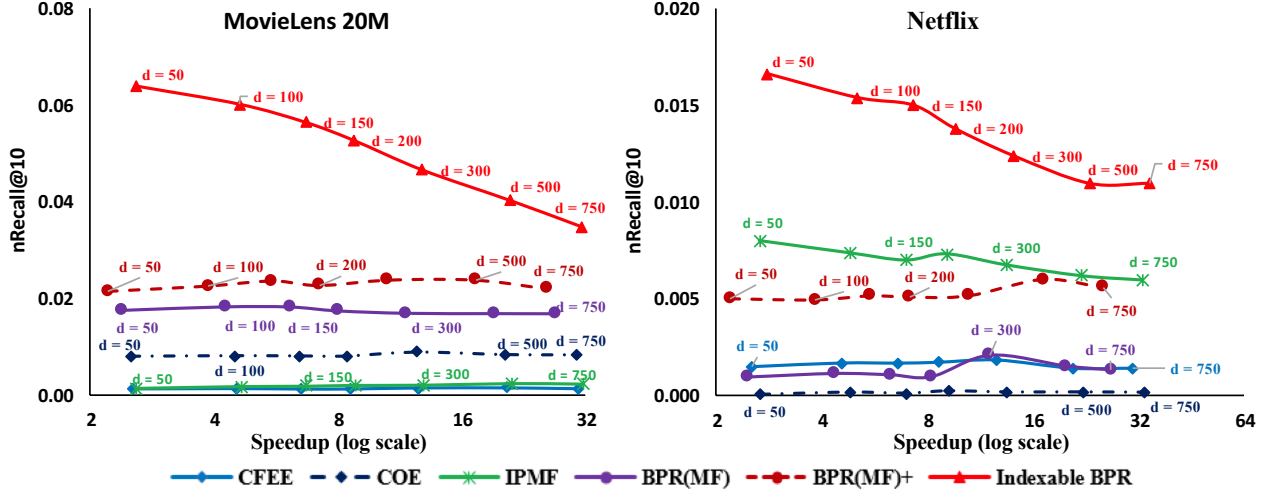 MovieLens 20M
nRecall@10
0.08
0.06
0.04
0.02
0.00
d = 50
d = 100
d = 150
d = 200
d = 300
d = 500
d = 750
d = 50
d = 100
d = 200
d = 500
d = 750
d = 50
d = 100
d = 150
d = 300
d = 750
d = 50
d = 100
d = 500
d = 750
d = 50
d = 150
d = 300
d = 750
2 4 8 16 32
Speedup (log scale)
Netflix
nRecall@10
0.020
0.015
0.010
0.005
0.000
d = 50
d = 100
d = 150
d = 200
d = 300
d = 500
d = 750
d = 50
d = 150
d = 300
d = 750
d = 50
d = 100
d = 200
d = 750
d = 50
d = 300
d = 750
d = 750
d = 50
d = 500
d = 750
2 4 8 16 32 64
Speedup (log scale)
CFEE COE IPMF BPR(MF) BPR(MF)+ Indexable BPR